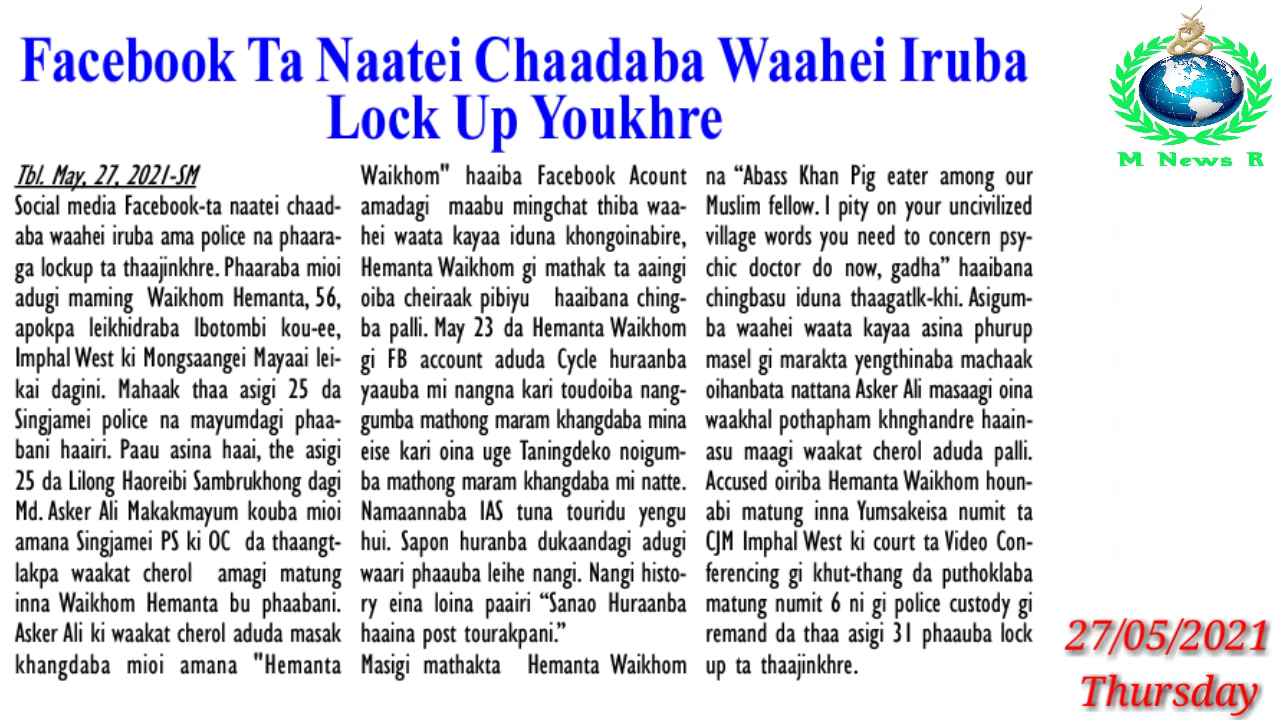 Facebook Ta Naatei Chaadaba Waahei Iruba
Lock Up Youkhre
Tbl. May, 27, 2021-SM
Social media Facebook-ta naatei chaad-
aba waahei iruba ama police na phaara-
ga lockup ta thaajinkhre. Phaaraba mioi
adugi maming Waikhom Hemanta, 56,
apokpa leikhidraba Ibotombi kou-ee,
Imphal West ki Mongsaangei Mayaai lei-
kai dagini. Mahaak thaa asigi 25 da
Singjamei police na mayumdagi phaa-
bani haairi. Paau asina haai, the asigi
25 da Lilong Haoreibi Sambrukhong dagi
Md. Asker Ali Makakmayum kouba mioi
amana Singjamei PS ki OC da thaangt-
lakpa waakat cherol amagi matung
inna Waikhom Hemanta bu phaabani.
Asker Ali ki waakat cherol aduda masak
khangdaba mioi amana "Hemanta
Waikhom" haaiba Facebook Acount
amadagi maabu mingchat thiba waa-
hei waata kayaa iduna khongoinabire,
Hemanta Waikhom gi mathak ta aaingi
oiba cheiraak pibiyu haaibana ching-
ba palli. May 23 da Hemanta Waikhom
gi FB account aduda Cycle huraanba
yaauba mi nangna kari toudoiba nang-
gumba mathong maram khangdaba mina
eise kari oina uge Taningdeko noigum-
ba mathong maram khangdaba mi natte.
Namaannaba IAS tuna touridu yengu
hui. Sapon huranba dukaandagi adugi
waari phaauba leihe nangi. Nangi histo-
ry eina loina paairi “Sanao Huraanba
haaina post tourakpani.”
Masigi mathakta Hemanta Waikhom
na “Abass Khan Pig eater among our
Muslim fellow. I pity on your uncivilized
village words you need to concern psy-
chic doctor do now, gadha” haaibana
chingbasu iduna thaagatlk-khi. Asigum-
ba waahei waata kayaa asina phurup
masel gi marakta yengthinaba machaak
oihanbata nattana Asker Ali masaagi oina
waakhal pothapham khnghandre haain-
asu maagi waakat cherol aduda palli.
Accused oiriba Hemanta Waikhom houn-
abi matung inna Yumsakeisa numit ta
CJM Imphal West ki court ta Video Con-
ferencing gi khut-thang da puthoklaba
matung numit 6 ni gi police custody gi
remand da thaa asigi 31 phaauba lock
up ta thaajinkhre.
M News R
27/05/2021
Thursday